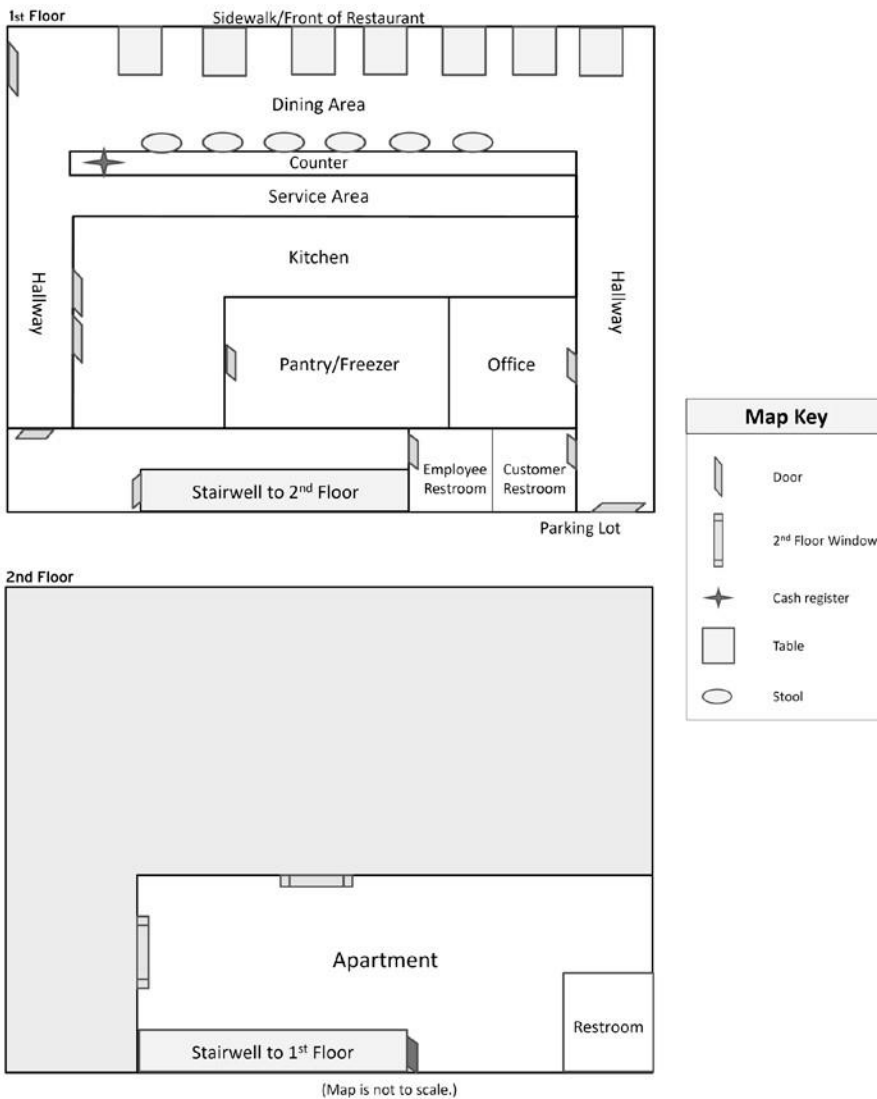 1st Floor
Sidewalk/Front of Restaurant
Dining Area
Counter
Service Area
Kitchen
Hallway
Hallway
Pantry/Freezer
Office
Stairwell to 2nd Floor
Employee
Restroom
Customer
Restroom
Parking Lot
Map Key
Door
2nd Floor Window
Cash register
Table
Stool
2nd Floor
Apartment
Restroom
Stairwell to 1st Floor
(Map is not to scale.)